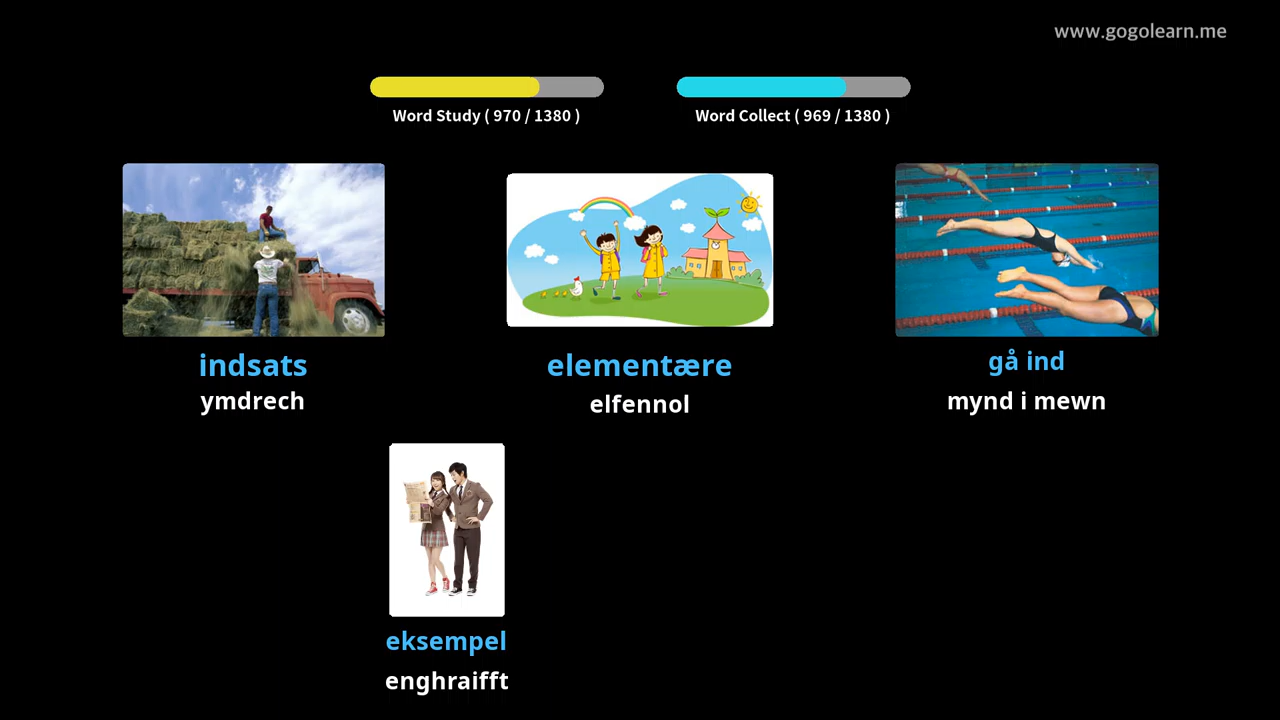 www.gogolearn.me
Word Study ( 970 / 1380 )
Word Collect ( 969 / 1380 )
indsats
ymdrech
elementære
elfennol
gå ind
mynd i mewn
eksempel
enghraifft